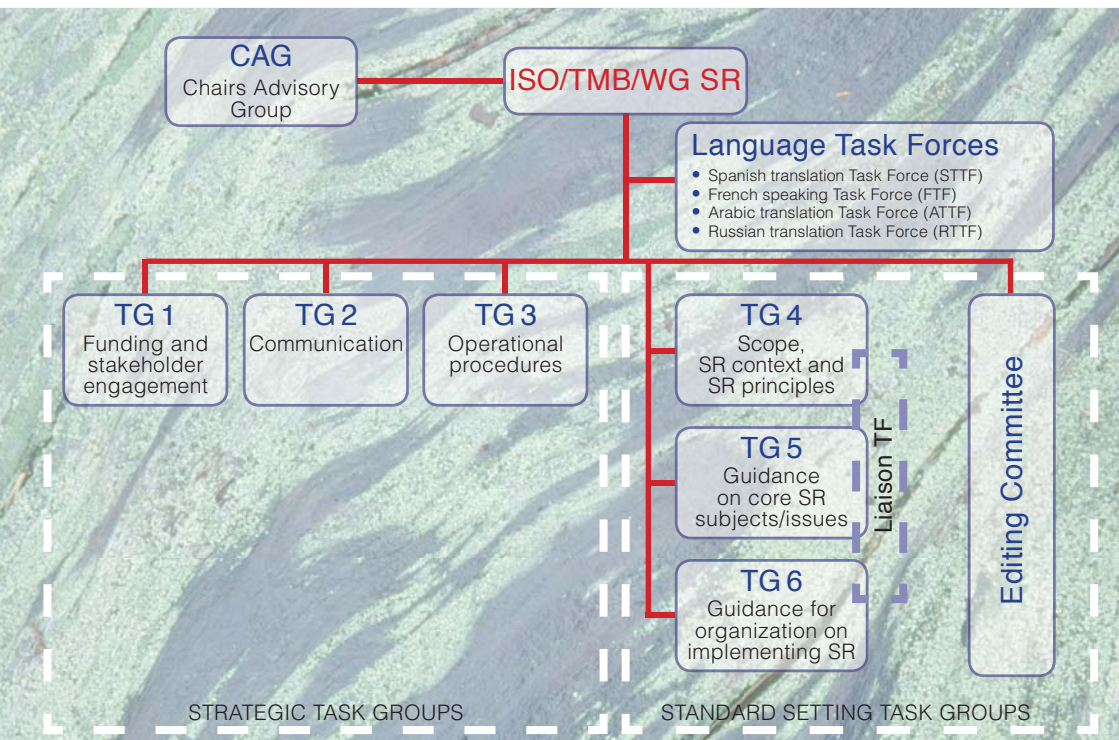 CAG
Chairs Advisory
Group
ISO/TMB/WG SR
Language Task Forces
• Spanish translation Task Force (STTF)
• French speaking Task Force (FTF)
• Arabic translation Task Force (ATTF)
• Russian translation Task Force (RTTF)
TG 1
Funding and
stakeholder
engagement
TG 2
Communication
TG 3
Operational
procedures
TG 4
Scope,
SR context and
SR principles
TG 5
Guidance
on core SR
subjects/issues
TG 6
Guidance for
organization on
implementing SR
Liaison TF
Editing Committee
STRATEGIC TASK GROUPS
STANDARD SETTING TASK GROUPS